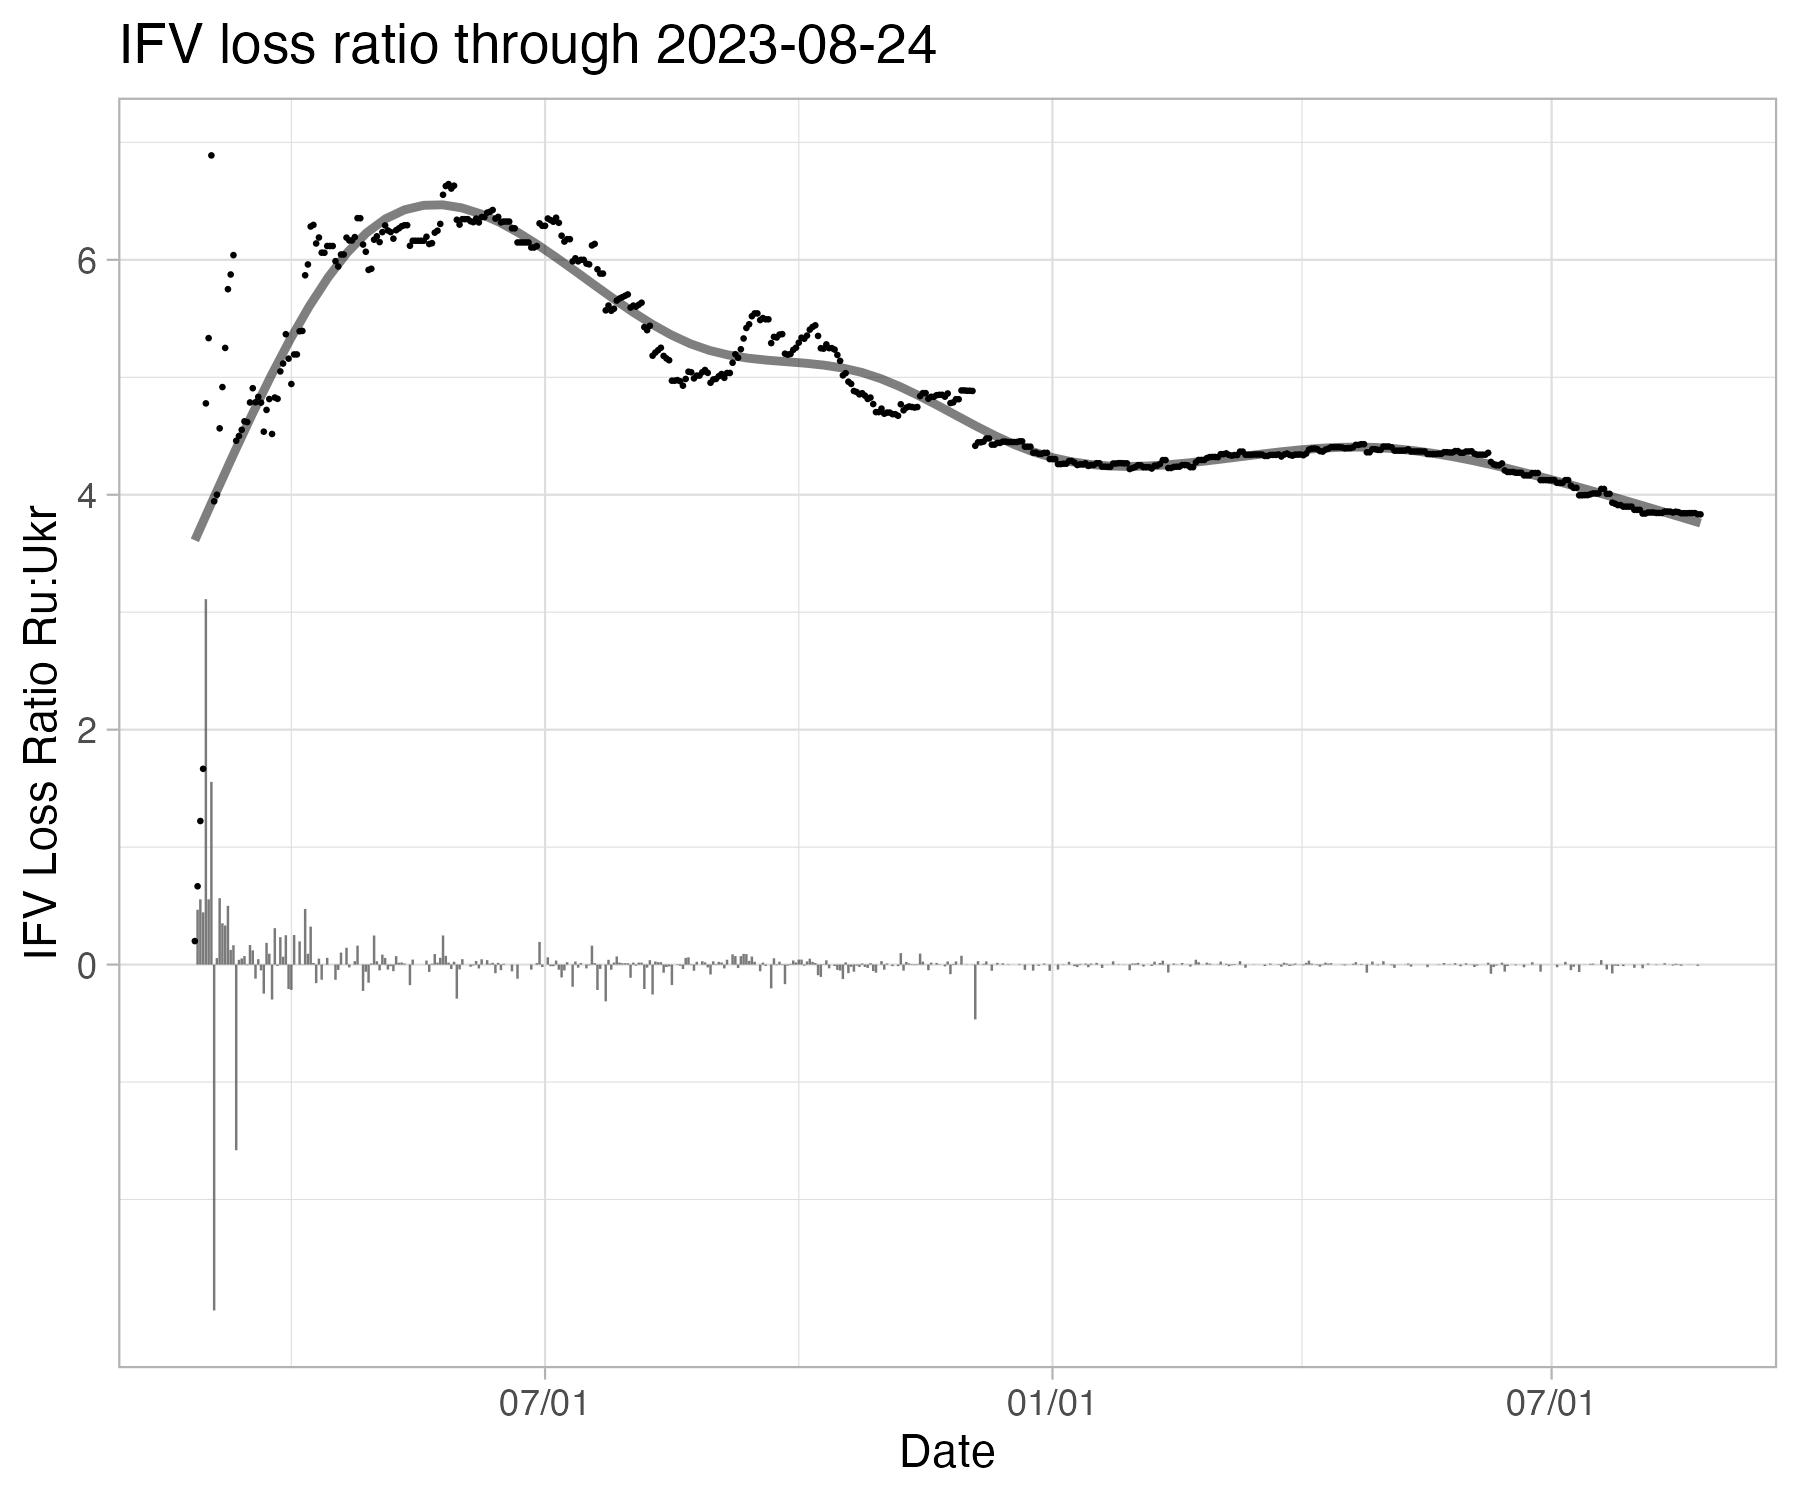 IFV loss ratio through 2023-08-24
IFV Loss Ratio Ru:Ukr
6
4
2
0
07/01
01/01
07/01
Date